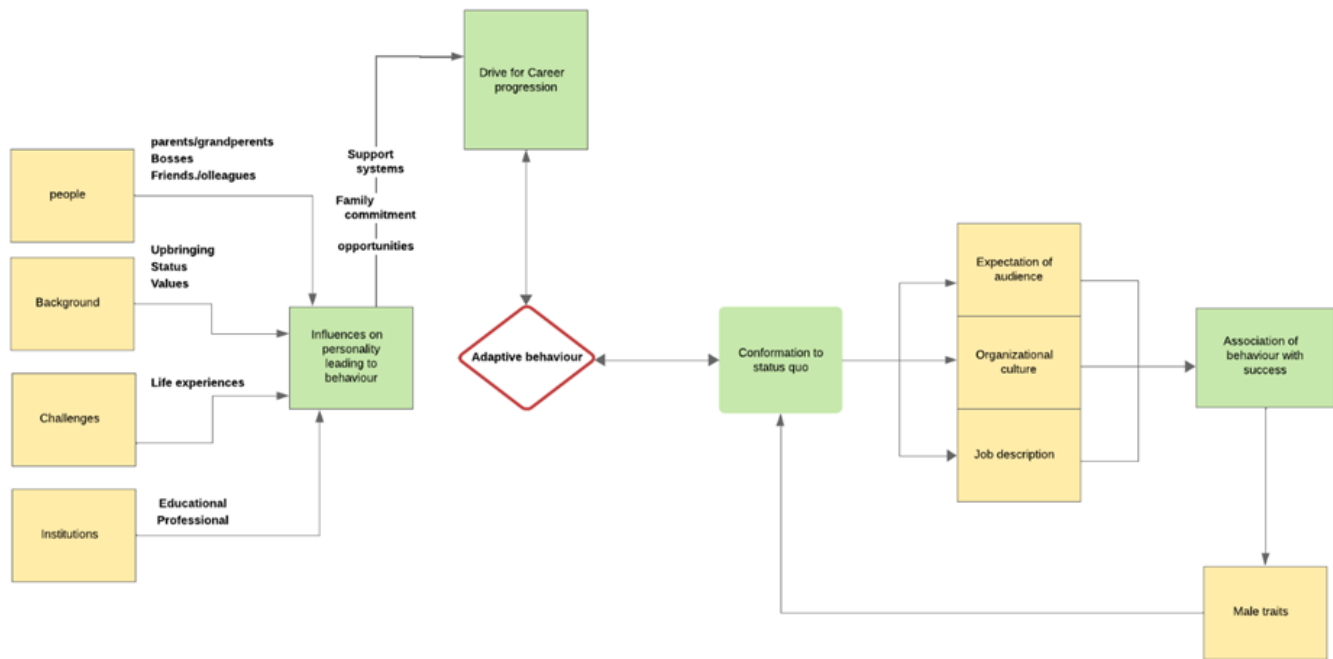 Drive for Career
progression
parents/grandperents
Bosses
Friends./olleagues
people
Support
systems
Family
commitment
opportunities
Upbringing
Status
Values
Background
Influences on
personality
leading to
behaviour
Life experiences
Challenges
Educational
Professional
Institutions
Adaptive behaviour
Conformation to
status quo
Expectation of
audience
Organizational
culture
Job description
Association of
behaviour with
success
Male traits